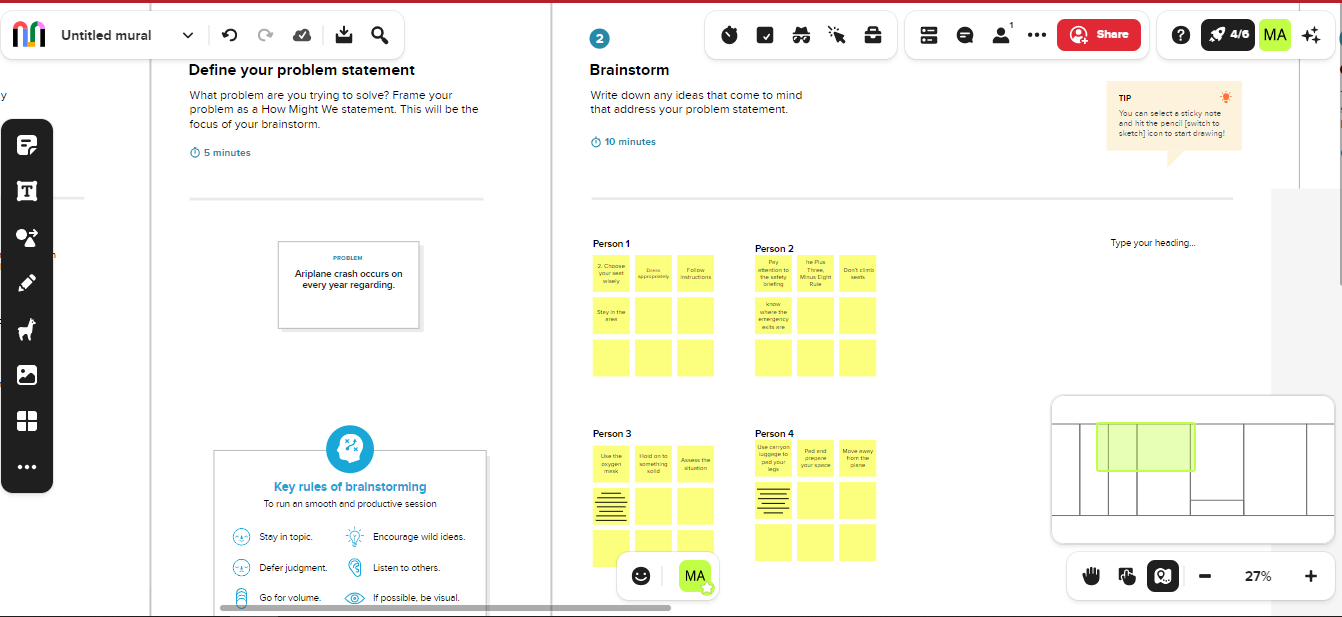 Untitled mural
1
Share
4/6
MA
y
Define your problem statement
What problem are you trying to solve? Frame your
problem as a How Might We statement. This will be the
focus of your brainstorm.
5 minutes
PROBLEM
Ariplane crash occurs on
every year regarding.
Key rules of brainstorming
To run an smooth and productive session
Stay in topic.
Encourage wild ideas.
Defer judgment.
Listen to others.
Go for volume.
If possible, be visual.
2
Brainstorm
Write down any ideas that come to mind
that address your problem statement.
10 minutes
TIP
You can select a sticky note
and hit the pencil [switch to
sketch] icon to start drawing!
Person 1
2. Choose
your seat
wisely
Dress
appropriately
Follow
instructions
Stay in the
area
Person 2
Pay
attention to
the safety
briefing
he Plus
Three,
Minus Eight
Rule
Don't climb
seats
know
where the
emergency
exits are
Type your heading...
Person 3
Use the
oxygen
mask
Hold on to
something
solid
Assess the
situation
Person 4
Use carryon
luggage to
pad your
legs
Pad and
prepare
your space
Move away
from the
plane
MA
27%